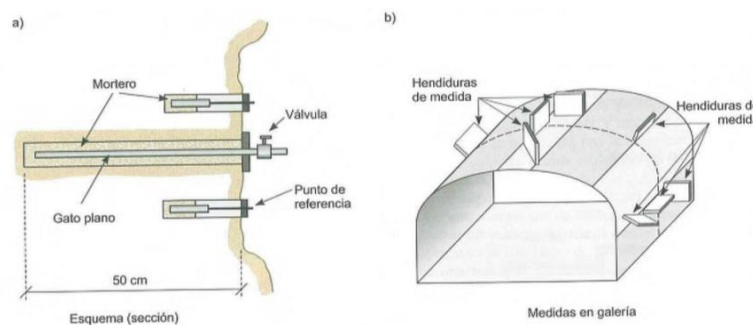 a)
Mortero
Válvula
Gato plano
Punto de
referencia
50 cm
Esquema (sección)
b)
Hendiduras
de medida
Hendiduras de
medida
Medidas en galería